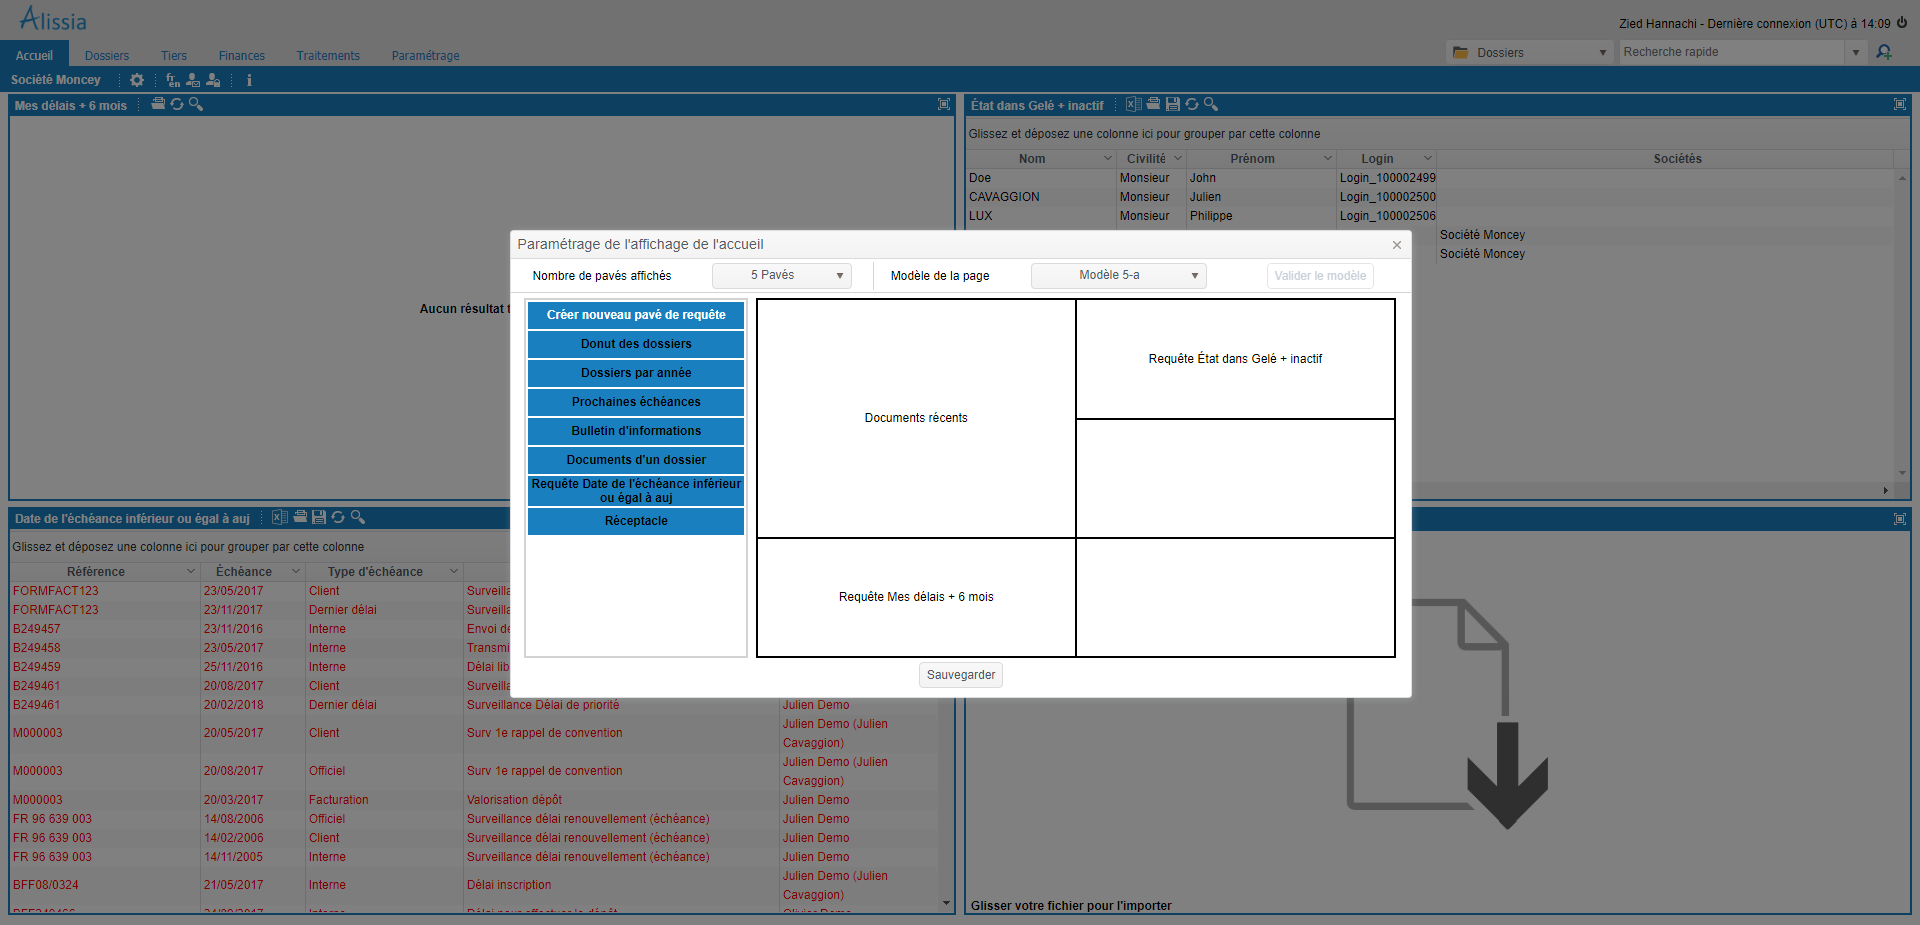 Alissia
Zied Hannachi - Dernière connexion (UTC) à 14:09
Accueil Dossiers Tiers Finances Traitements Paramétrage
Dossiers Recherche rapide
Société Moncey fr en i
Mes délais + 6 mois
Aucun résultat
État dans Gelé + inactif
Glissez et déposez une colonne ici pour grouper par cette colonne
Nom Civilité Prénom Login Sociétés
Doe Monsieur John Login_100002499
CAVAGGION Monsieur Julien Login_100002500
LUX Monsieur Philippe Login_100002506
Société Moncey
Société Moncey
Paramétrage de l'affichage de l'accueil
Nombre de pavés affichés 5 Pavés Modèle de la page Modèle 5-a Valider le modèle
Créer nouveau pavé de requête
Donut des dossiers
Dossiers par année
Prochaines échéances
Bulletin d'informations
Documents d'un dossier
Requête Date de l'échéance inférieur
ou égal à auj
Réceptacle
Documents récents
Requête État dans Gelé + inactif
Requête Mes délais + 6 mois
Sauvegarder
Date de l'échéance inférieur ou égal à auj
Glissez et déposez une colonne ici pour grouper par cette colonne
Référence Échéance Type d'échéance
FORMFACT123 23/05/2017 Client
FORMFACT123 23/11/2017 Dernier délai
B249457 23/11/2016 Interne Envoi
B249458 23/05/2017 Interne
B249459 25/11/2016 Interne Délai
B249461 20/08/2017 Client
B249461 20/02/2018 Dernier délai Surveillance Délai de priorité Julien Demo
M000003 20/05/2017 Client Surv 1e rappel de convention Julien Demo (Julien
Cavaggion)
M000003 20/08/2017 Officiel Surv 1e rappel de convention Julien Demo (Julien
Cavaggion)
M000003 20/03/2017 Facturation Valorisation dépôt Julien Demo
FR 96 639 003 14/08/2006 Officiel Surveillance délai renouvellement (échéance) Julien Demo
FR 96 639 003 14/02/2006 Client Surveillance délai renouvellement (échéance) Julien Demo
FR 96 639 003 14/11/2005 Interne Surveillance délai renouvellement (échéance) Julien Demo
BFF08/0324 21/05/2017 Interne Délai inscription Julien Demo (Julien
Cavaggion)
Glisser votre fichier pour l'importer